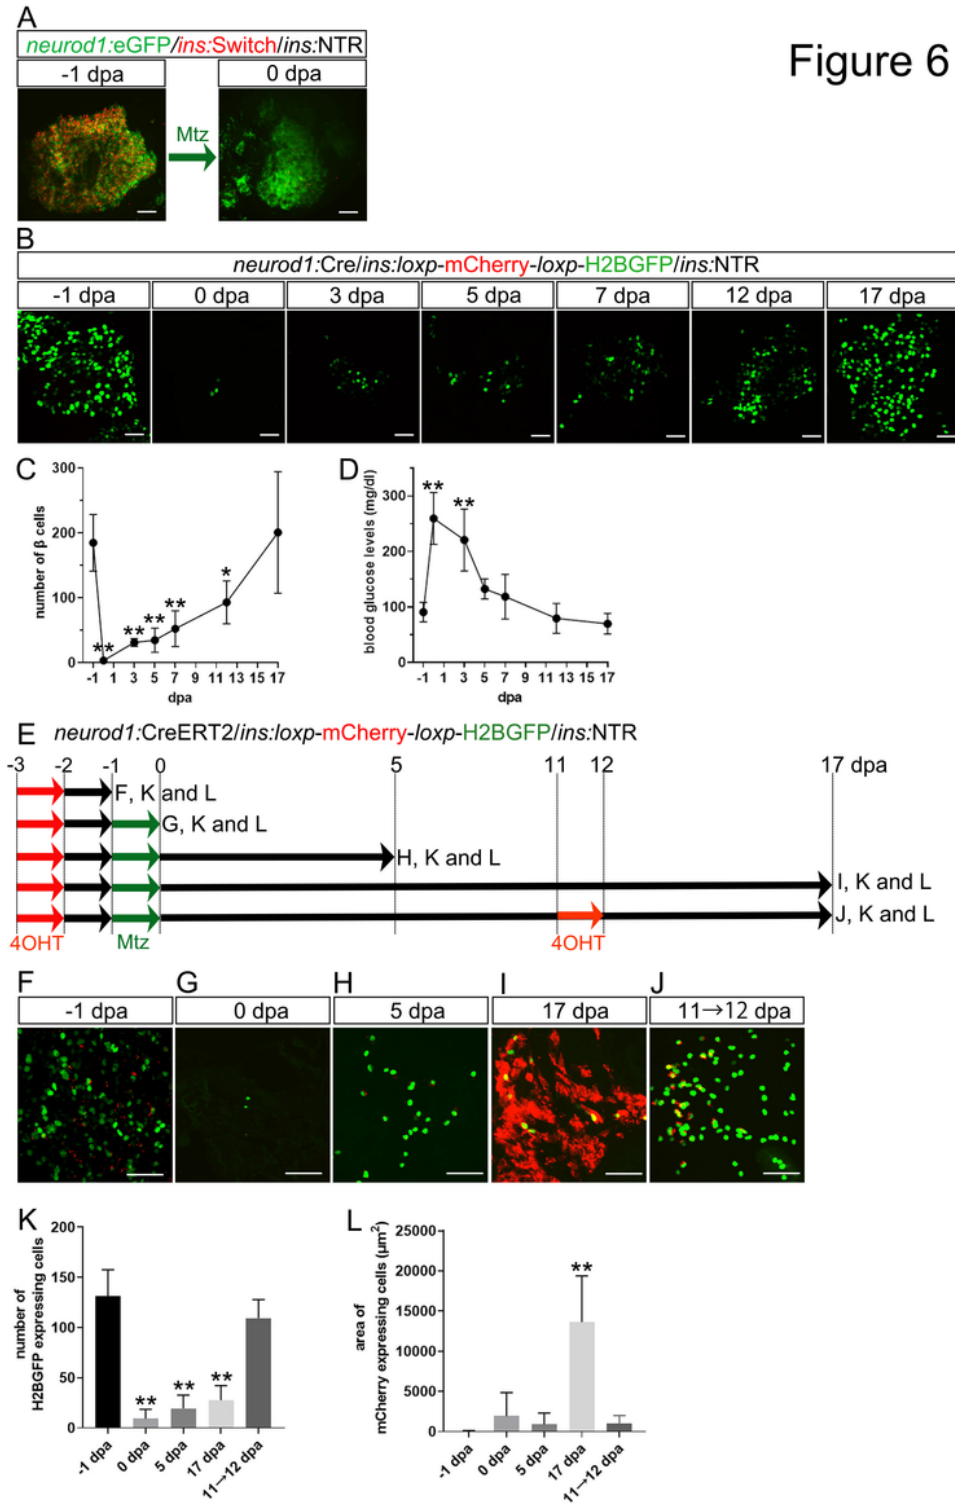 A
Figure 6
neurod1:eGFP/ins:Switch/ins:NTR
-1 dpa
0 dpa
Mtz
B
neurod1:Cre/ins:loxp-mCherry-loxp-H2BGFP/ins:NTR
-1 dpa 0 dpa 3 dpa 5 dpa 7 dpa 12 dpa 17 dpa
C
number of β cells
300
200
100
0
** ** ** ** *
-1 1 3 5 7 9 11 13 15 17
dpa
D
blood glucose levels (mg/dl)
300
200
100
0
** **
-1 1 3 5 7 9 11 13 15 17
dpa
E neurod1:CreERT2/ins:loxp-mCherry-loxp-H2BGFP/ins:NTR
-3 -2 -1 0 5 11 12 17 dpa
F, K and L
G, K and L
H, K and L
I, K and L
J, K and L
4OHT Mtz 4OHT
F G H I J
-1 dpa 0 dpa 5 dpa 17 dpa 11→12 dpa
K
number of
H2BGFP expressing cells
200
150
100
50
0
** ** **
-1 dpa 0 dpa 5 dpa 17 dpa 11→12 dpa
L
area of
mCherry expressing cells (µm²)
25000
20000
15000
10000
5000
0
**
-1 dpa 0 dpa 5 dpa 17 dpa 11→12 dpa